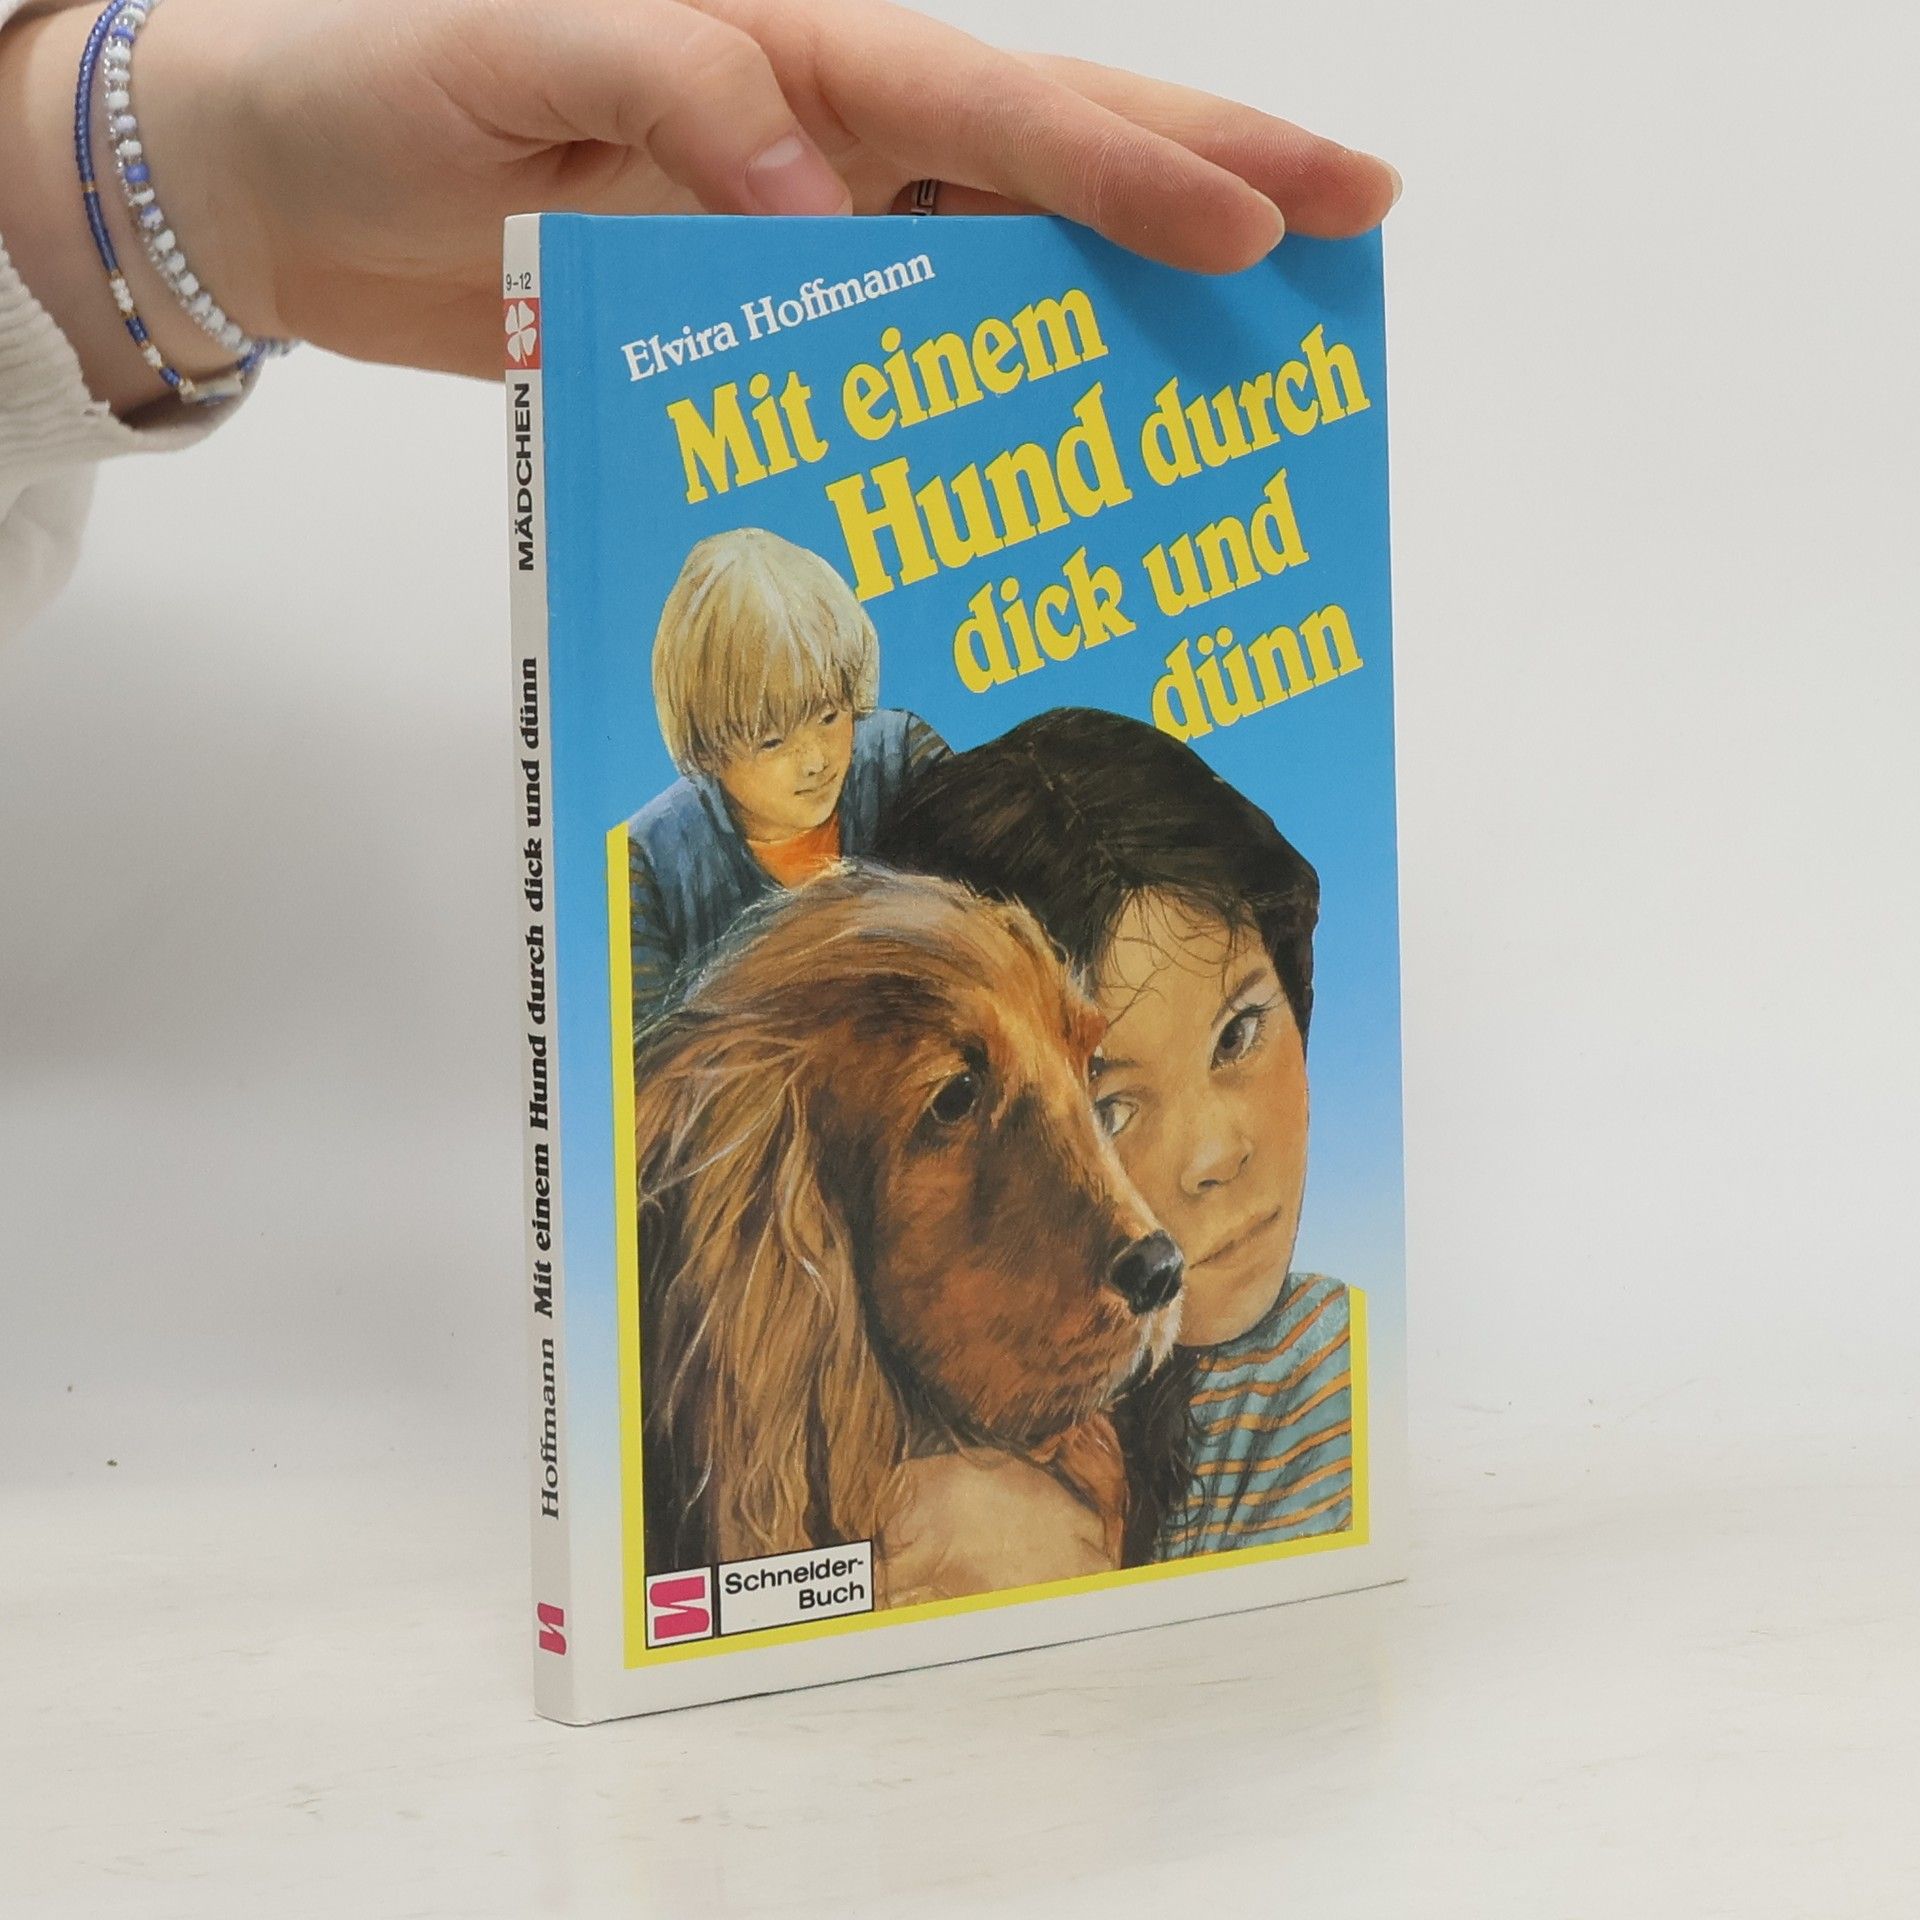 Elvira Hoffmann
Mit einem
Hund durch
dick und
dünn
Schneider-
Buch
9-12
MÄDCHEN
Hoffmann Mit einem Hund durch dick und dünn